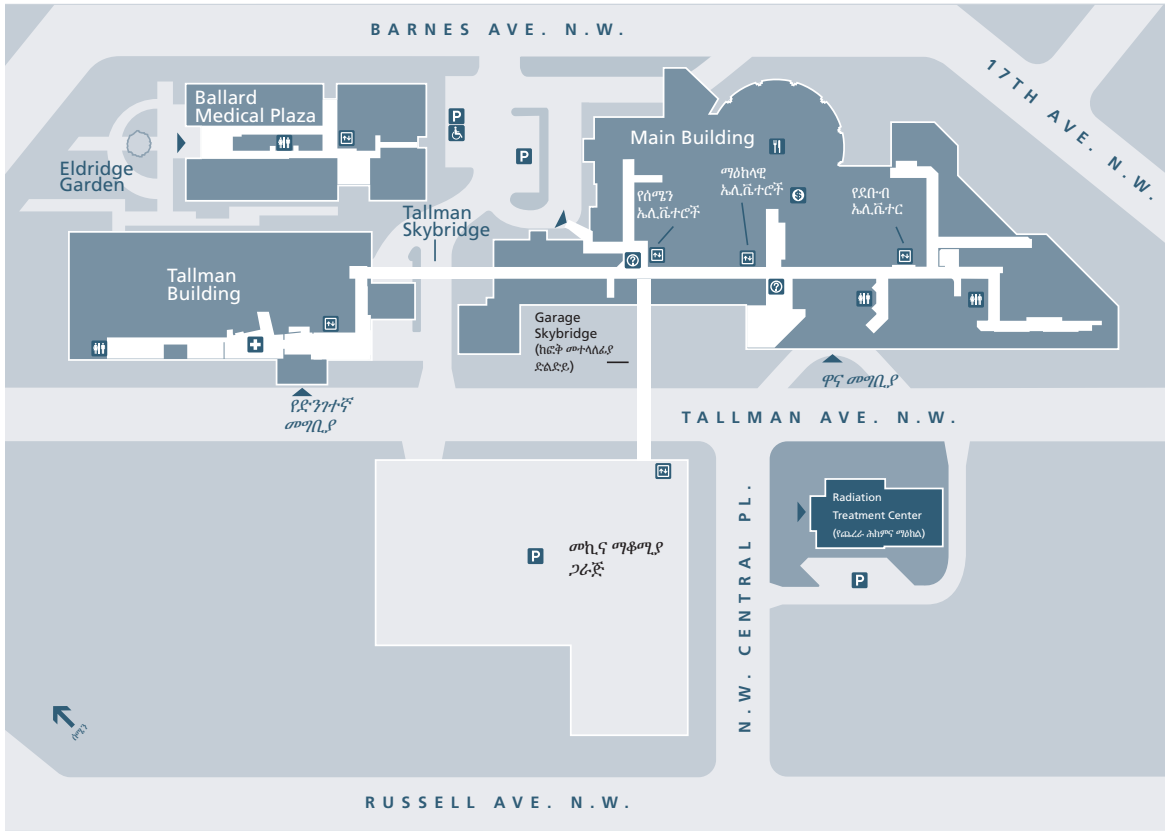 BARNES AVE. N.W.
17TH AVE. N.W.
Ballard
Medical Plaza
P
P
Main Building
Eldridge
Garden
ማዕከላዊ
ኤሊቬተሮች
የሰሜን
ኤሊቬተሮች
የደቡብ
ኤሊቬተር
$
Tallman
Skybridge
?
Tallman
Building
?
Garage
Skybridge
(ከፎቅ መተላለፊያ
ድልድይ)
ዋና መግቢያ
የድንገተኛ
መግቢያ
TALLMAN AVE. N.W.
N.W. CENTRAL PL.
Radiation
Treatment Center
(የጨረራ ሕክምና ማዕከል)
P
መኪና ማቆሚያ
ጋራጅ
P
ሰሜን
RUSSELL AVE. N.W.